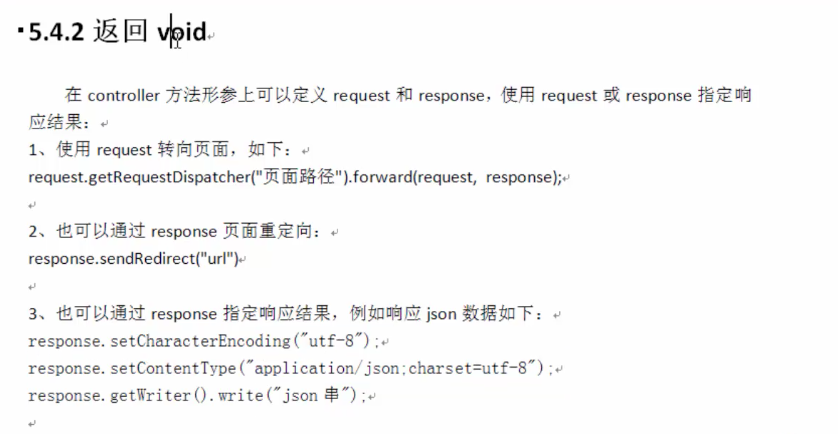 5.4.2 返回 void
在 controller 方法形参上可以定义 request 和 response，使用 request 或 response 指定响
应结果：
1、使用 request 转向页面，如下：
request.getRequestDispatcher("页面路径").forward(request, response);
2、也可以通过 response 页面重定向：
response.sendRedirect("url")
3、也可以通过 response 指定响应结果，例如响应 json 数据如下：
response.setCharacterEncoding("utf-8");
response.setContentType("application/json;charset=utf-8");
response.getWriter().write("json 串");